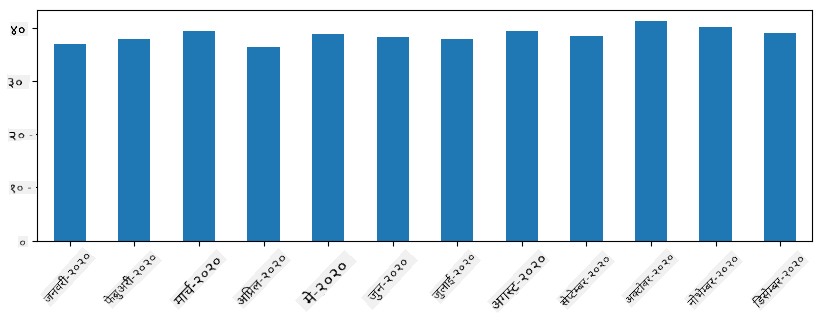 ४०
३०
२०
१०
०
जनवरी-२०२०
फेब्रुअरी-२०२०
मार्च-२०२०
अप्रिल-२०२०
मे-२०२०
जुन-२०२०
जुलाई-२०२०
अगस्ट-२०२०
सेप्टेम्बर-२०२०
अक्टोबर-२०२०
नोभेम्बर-२०२०
डिसेम्बर-२०२०